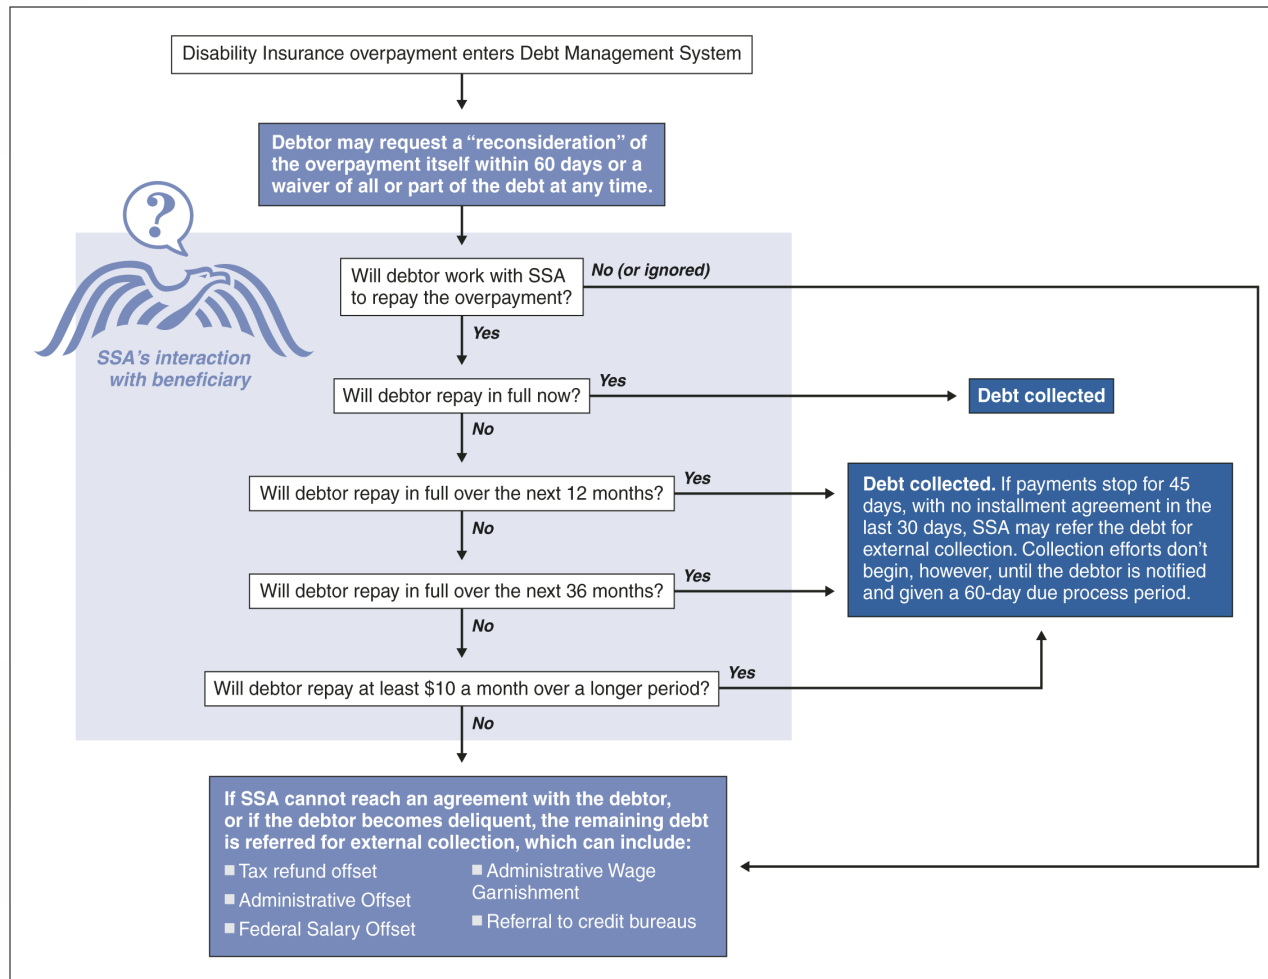 Disability Insurance overpayment enters Debt Management System
Debtor may request a “reconsideration” of
the overpayment itself within 60 days or a
waiver of all or part of the debt at any time.
?
SSA’s interaction
with beneficiary
Will debtor work with SSA
to repay the overpayment?
No (or ignored)
Yes
Will debtor repay in full now?
Yes
Debt collected
No
Will debtor repay in full over the next 12 months?
Yes
Debt collected. If payments stop for 45
days, with no installment agreement in the
last 30 days, SSA may refer the debt for
external collection. Collection efforts don’t
begin, however, until the debtor is notified
and given a 60-day due process period.
No
Will debtor repay in full over the next 36 months?
Yes
No
Will debtor repay at least $10 a month over a longer period?
Yes
No
If SSA cannot reach an agreement with the debtor,
or if the debtor becomes deliquent, the remaining debt
is referred for external collection, which can include:
Tax refund offset
Administrative Offset
Federal Salary Offset
Administrative Wage
Garnishment
Referral to credit bureaus